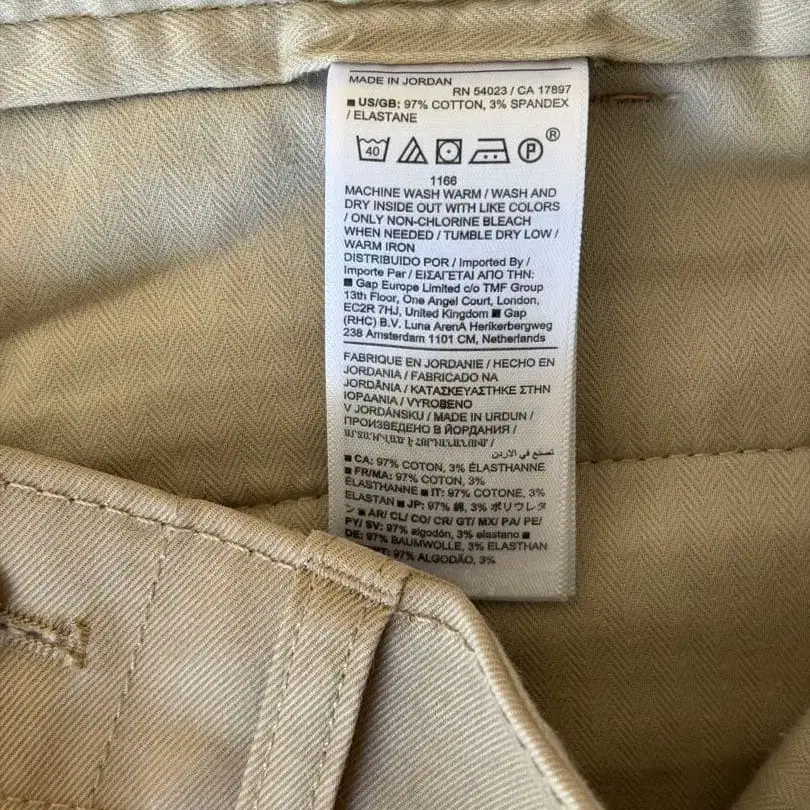 MADE IN JORDAN
RN 54023 / CA 17897
■ US/GB: 97% COTTON, 3% SPANDEX
/ ELASTANE
40 P ®
1166
MACHINE WASH WARM / WASH AND
DRY INSIDE OUT WITH LIKE COLORS
/ ONLY NON-CHLORINE BLEACH
WHEN NEEDED / TUMBLE DRY LOW /
WARM IRON
DISTRIBUIDO POR / Imported By /
Importe Par / ΕΙΣΑΓΕΤΑΙ ΑΠΟ ΤΗΝ:
■ Gap Europe Limited c/o TMF Group
13th Floor, One Angel Court, London,
EC2R 7HJ, United Kingdom ■ Gap
(RHC) B.V. Luna ArenA Herikerbergweg
238 Amsterdam 1101 CM, Netherlands
FABRIQUE EN JORDANIE / HECHO EN
JORDANIA / FABRICADO NA
JORDÂNIA / ΚΑΤΑΣΚΕΥΑΣΤΗΚΕ ΣΤΗΝ
ΙΟΡΔΑΝΙΑ / VYROBENO
V JORDÁNSKU / MADE IN URDUN /
ПРОИЗВЕДЕНО В ЙОРДАНИЯ /
تصنع في الاردن
■ CA: 97% COTON, 3% ÉLASTHANNE
■ FR/MA: 97% COTON, 3%
ÉLASTHANNE ■ IT: 97% COTONE, 3%
ELASTAN ■ JP: 97% 綿, 3% ポリウレタ
ン ■ AR/ CL/ CO/ CR/ GT/ MX/ PA/ PE/
PY/ SV: 97% algodón, 3% elastano ■
DE: 97% BAUMWOLLE, 3% ELASTHAN
97% ALGODÃO, 3%